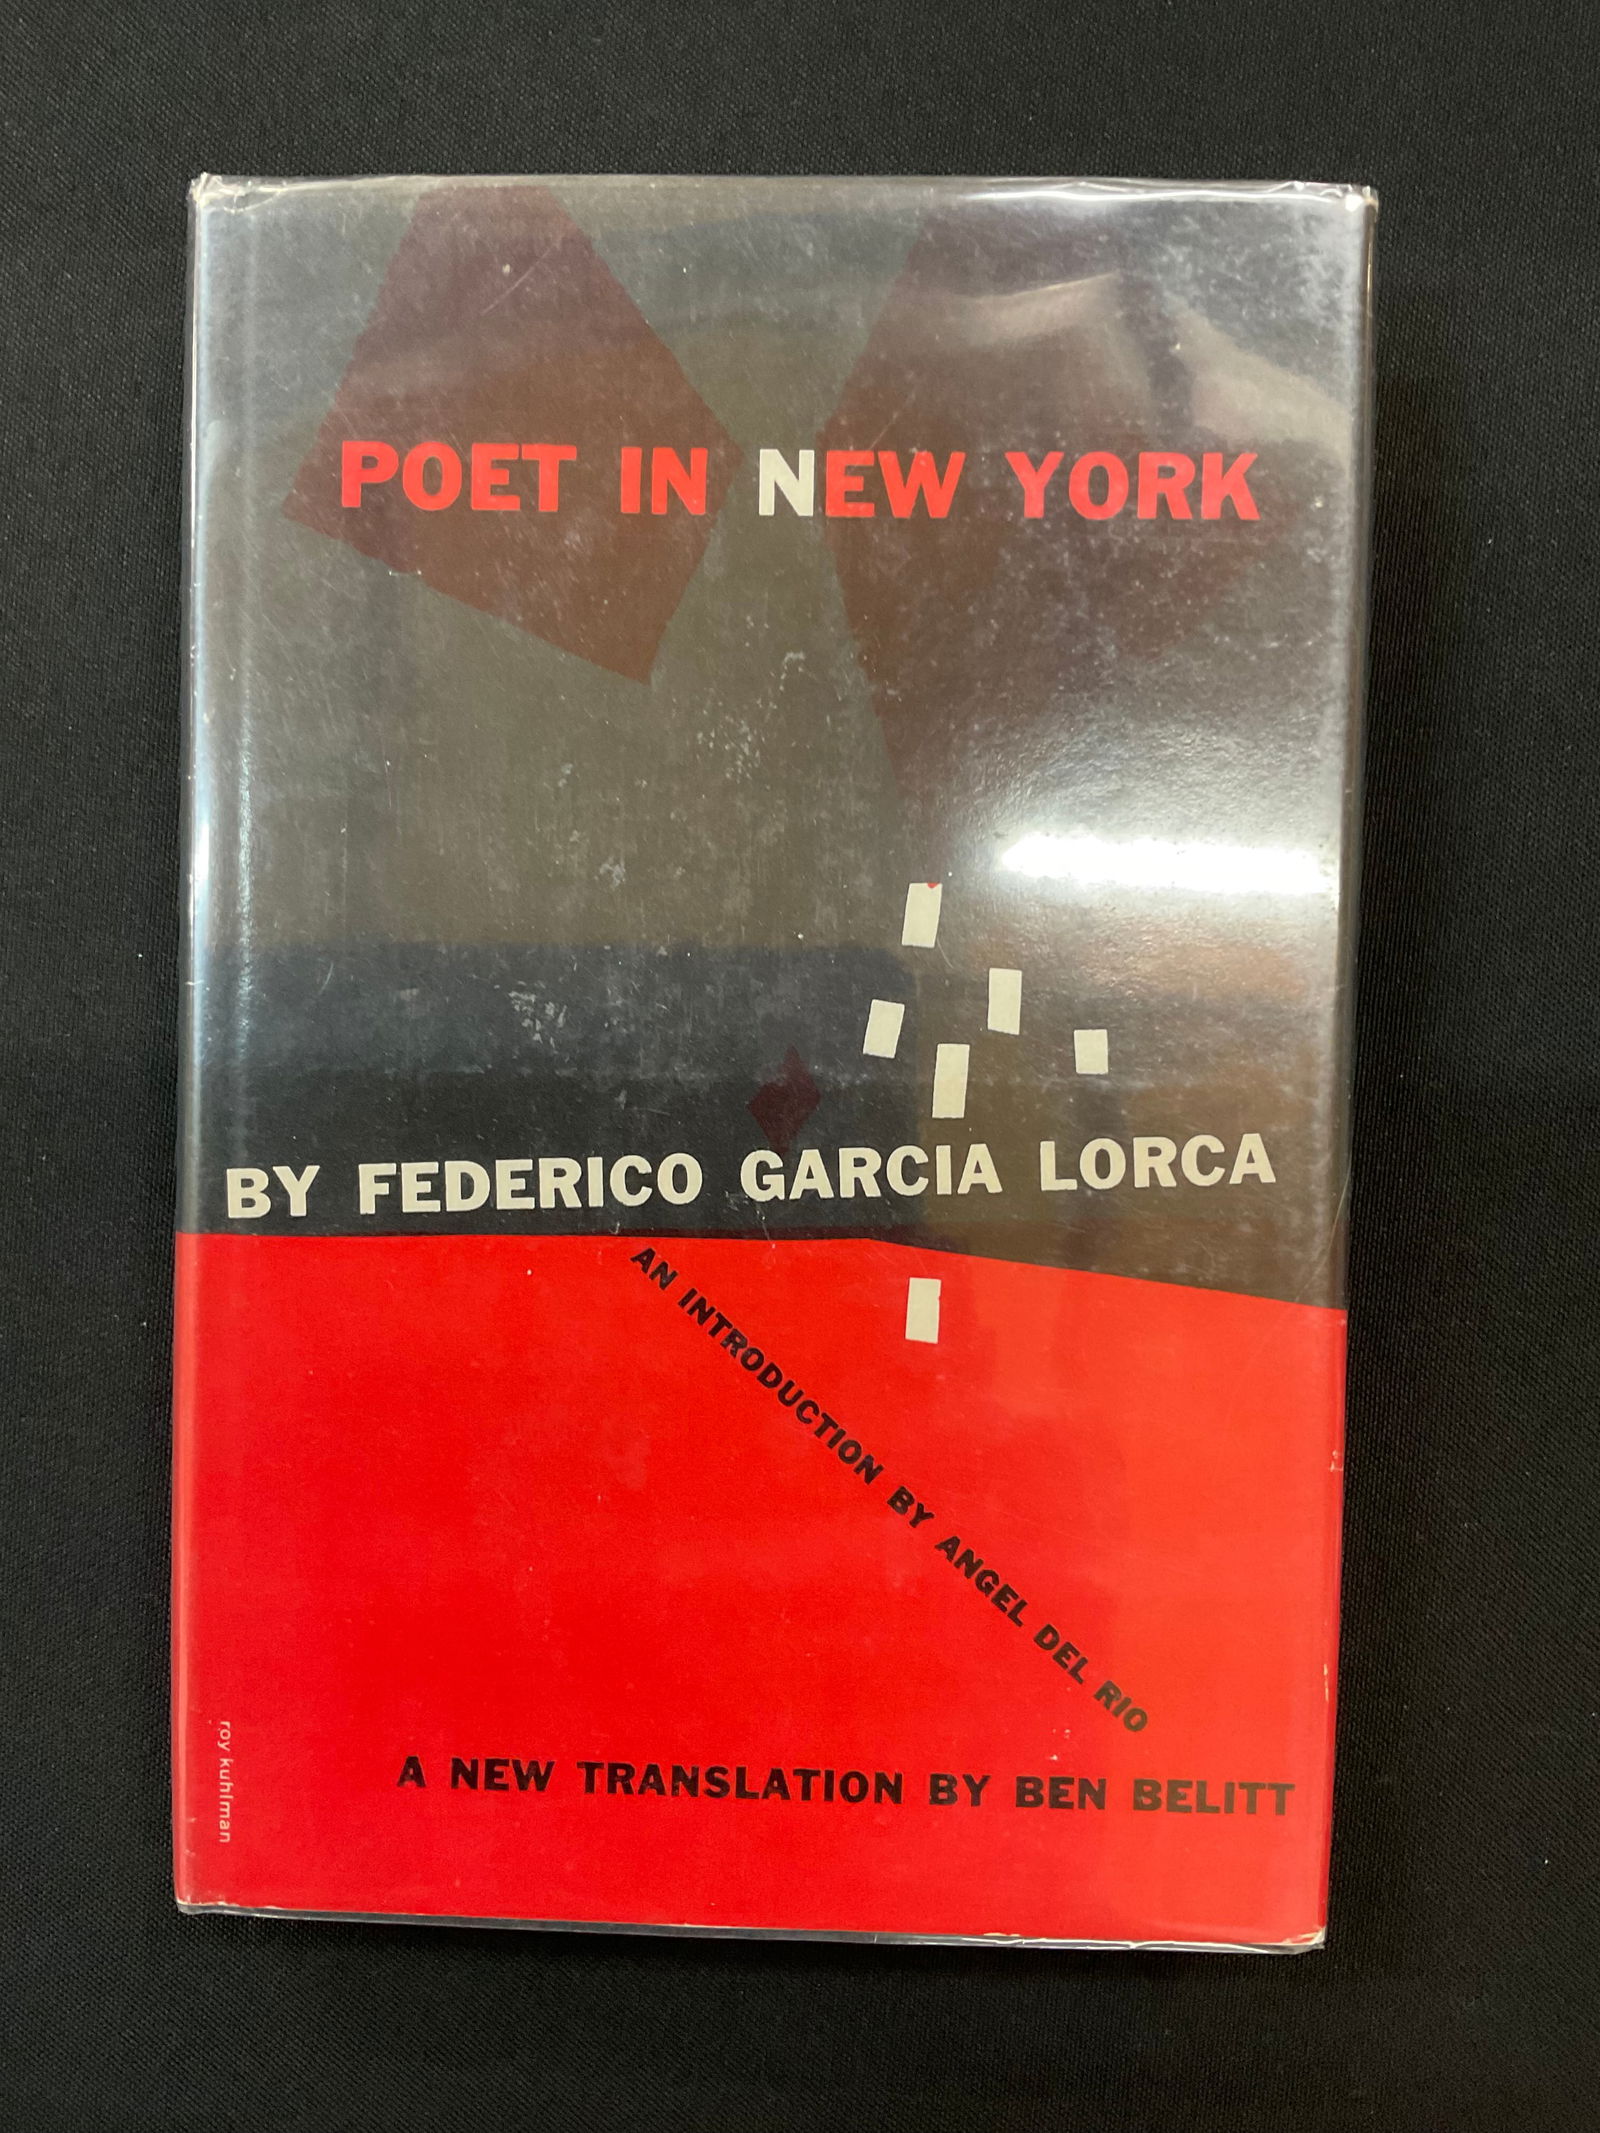 POET IN NEW YORK
BY FEDERICO GARCIA LORCA
AN INTRODUCTION BY ANGEL DEL RIO
A NEW TRANSLATION BY BEN BELITT
roy kuhlman